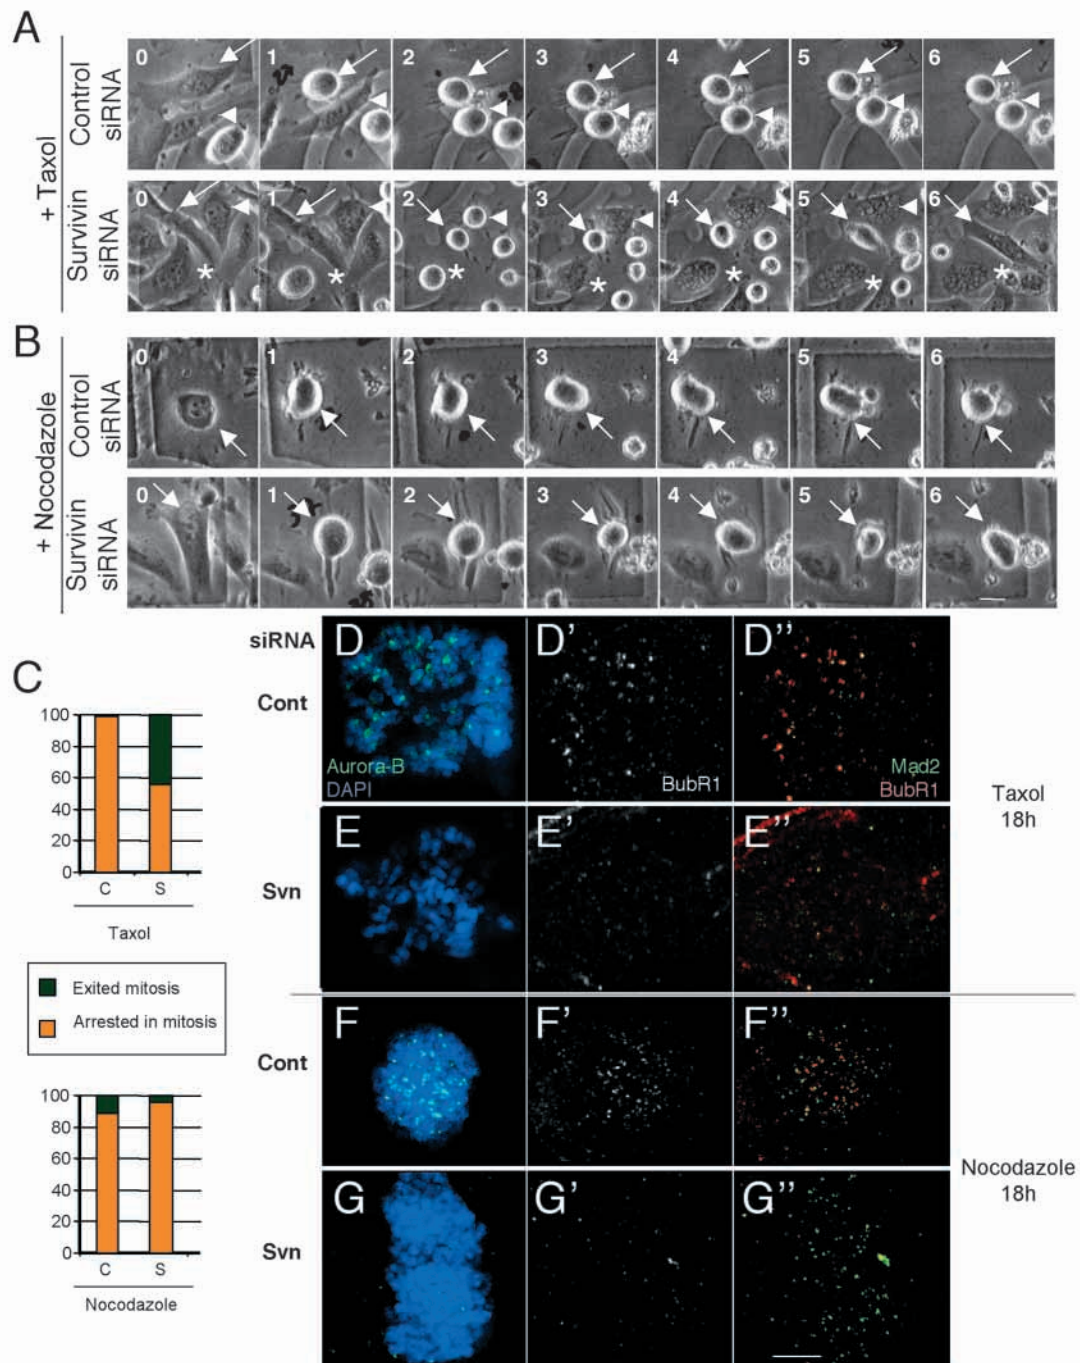 A
+ Taxol
Control
siRNA
0 1 2 3 4 5 6
Survivin
siRNA
0 1 2 3 4 5 6
* * * * * * *
B
+ Nocodazole
Control
siRNA
0 1 2 3 4 5 6
Survivin
siRNA
0 1 2 3 4 5 6
C
100
80
60
40
20
0
C S
Taxol
Exited mitosis
Arrested in mitosis
100
80
60
40
20
0
C S
Nocodazole
siRNA
Cont
D D' D''
Aurora-B
DAPI
BubR1
Mad2
BubR1
Svn
E E' E''
Taxol
18h
Cont
F F' F''
Svn
G G' G''
Nocodazole
18h